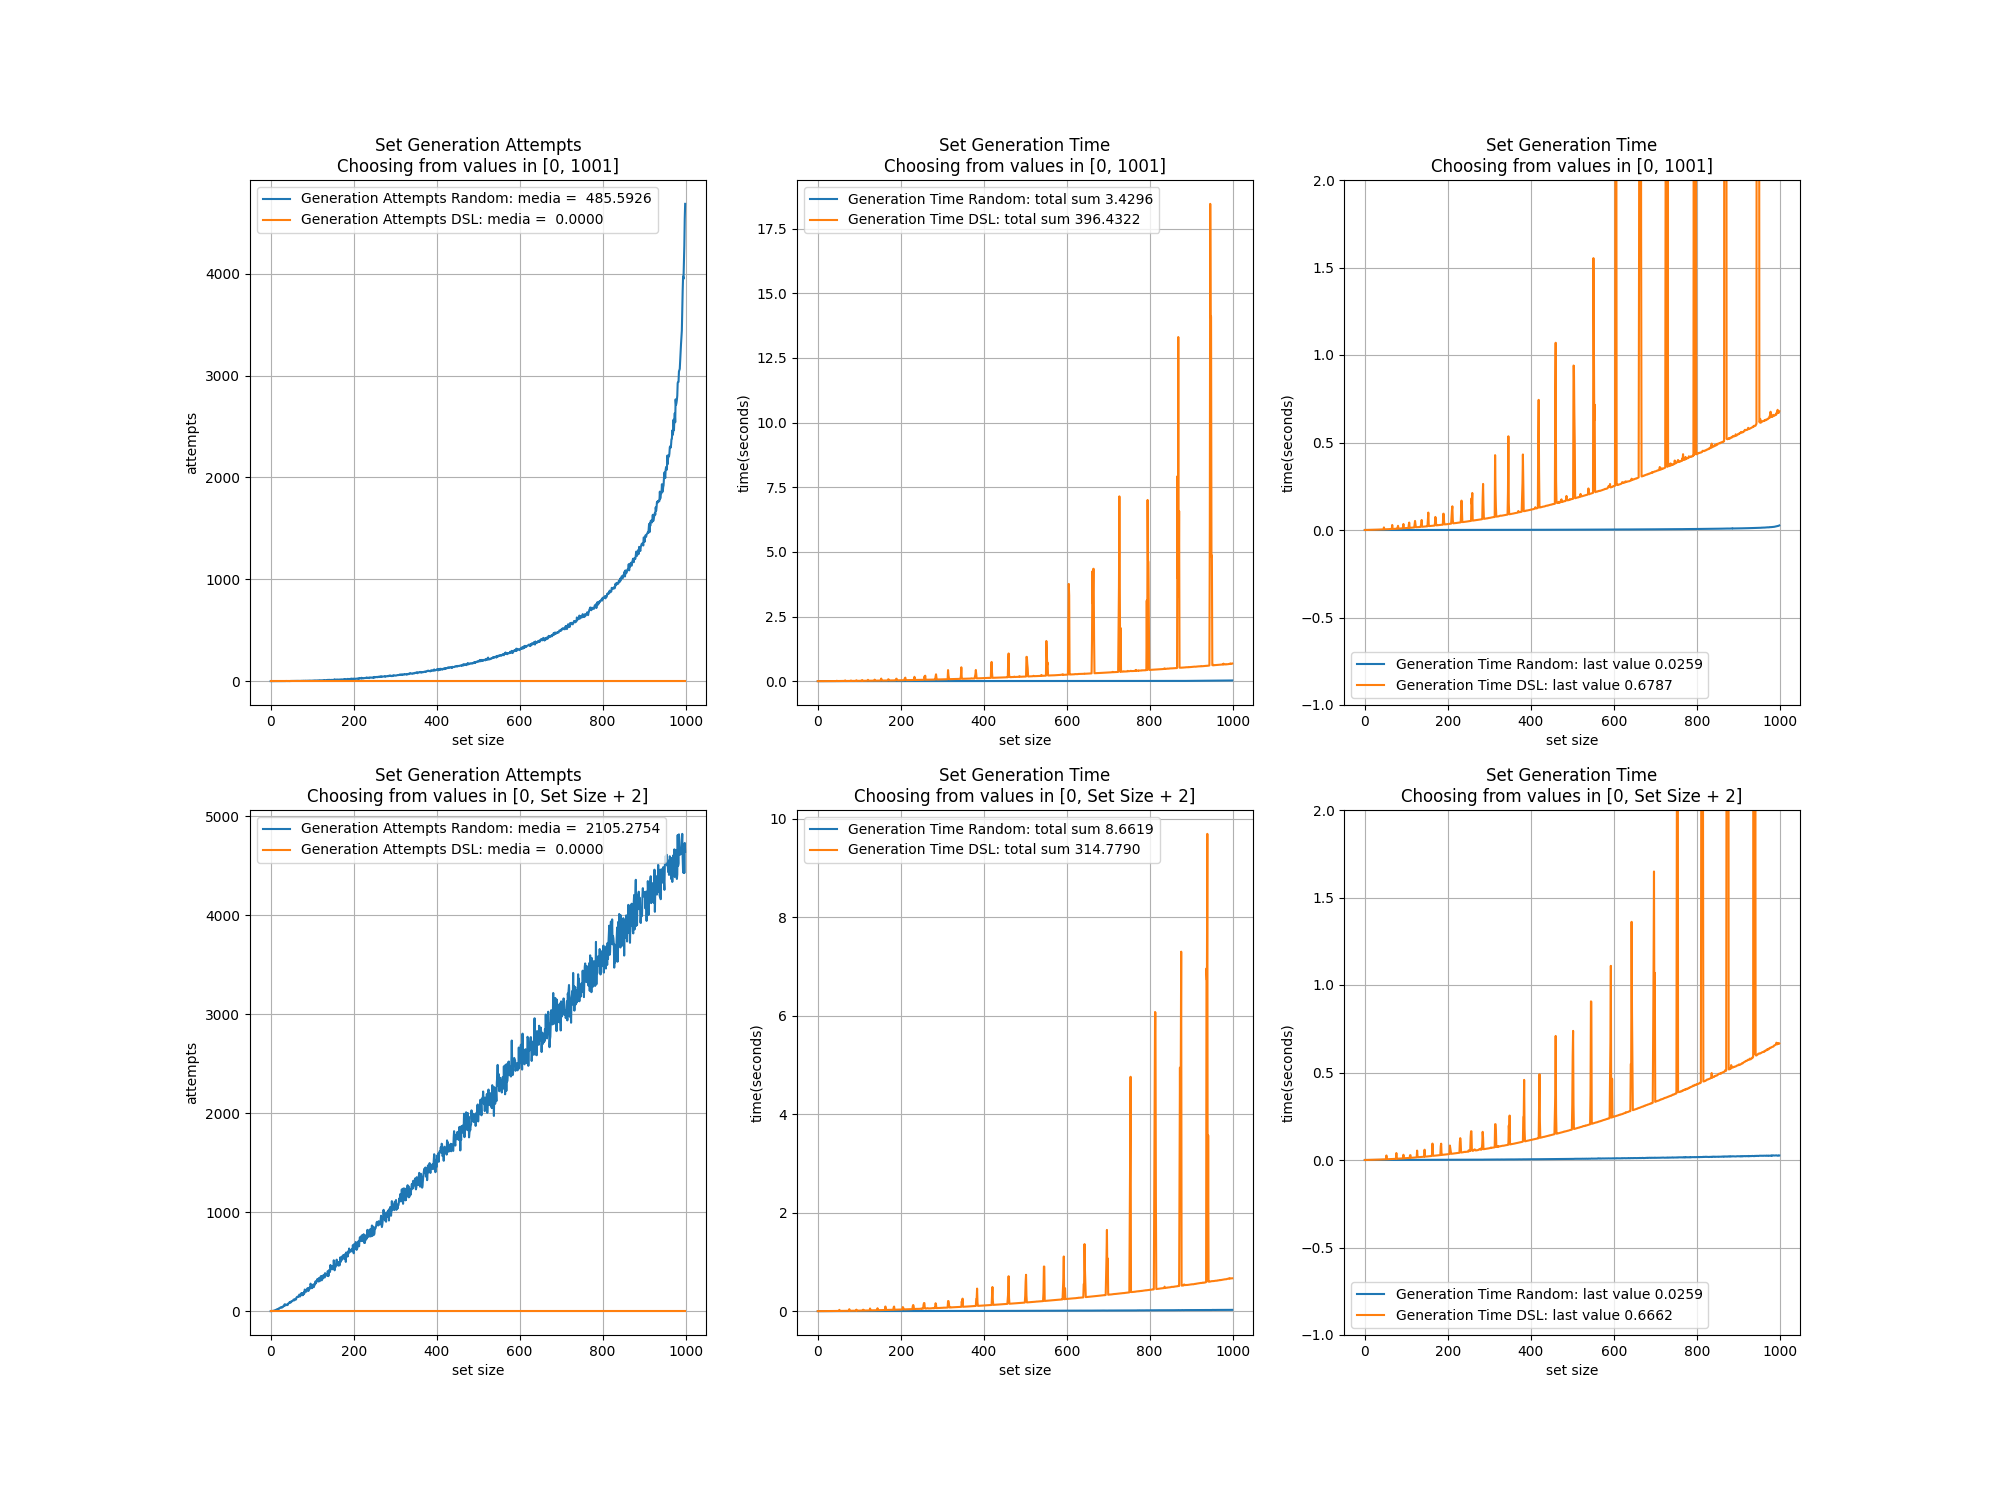 Set Generation Attempts
Choosing from values in [0, 1001]
Generation Attempts Random: media =  485.5926
Generation Attempts DSL: media =  0.0000
4000
3000
2000
1000
0
attempts
0 200 400 600 800 1000
set size
Set Generation Time
Choosing from values in [0, 1001]
Generation Time Random: total sum 3.4296
Generation Time DSL: total sum 396.4322
17.5
15.0
12.5
10.0
7.5
5.0
2.5
0.0
time(seconds)
0 200 400 600 800 1000
set size
Set Generation Time
Choosing from values in [0, 1001]
2.0
1.5
1.0
0.5
0.0
−0.5
−1.0
time(seconds)
Generation Time Random: last value 0.0259
Generation Time DSL: last value 0.6787
0 200 400 600 800 1000
set size
Set Generation Attempts
Choosing from values in [0, Set Size + 2]
Generation Attempts Random: media =  2105.2754
Generation Attempts DSL: media =  0.0000
5000
4000
3000
2000
1000
0
attempts
0 200 400 600 800 1000
set size
Set Generation Time
Choosing from values in [0, Set Size + 2]
Generation Time Random: total sum 8.6619
Generation Time DSL: total sum 314.7790
10
8
6
4
2
0
time(seconds)
0 200 400 600 800 1000
set size
Set Generation Time
Choosing from values in [0, Set Size + 2]
2.0
1.5
1.0
0.5
0.0
−0.5
−1.0
time(seconds)
Generation Time Random: last value 0.0259
Generation Time DSL: last value 0.6662
0 200 400 600 800 1000
set size